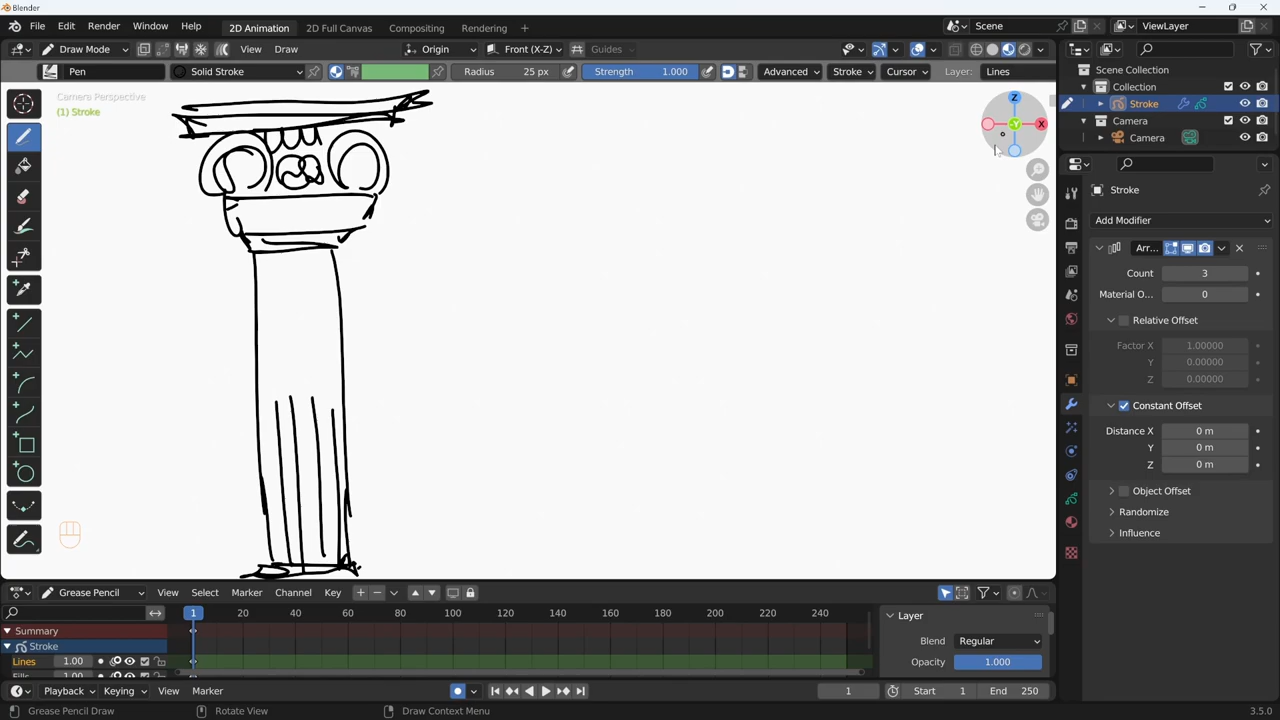 Blender
File Edit Render Window Help 2D Animation 2D Full Canvas Compositing Rendering Scene ViewLayer
Draw Mode View Draw Origin Front (X-Z) Guides
Pen Solid Stroke Radius 25 px Strength 1.000 Advanced Stroke Cursor Layer: Lines
Camera Perspective
(1) Stroke
Z
-Y
X
Scene Collection
Collection
Stroke
Camera
Camera
Stroke
Add Modifier
Arr...
Count 3
Material O... 0
Relative Offset
Factor X 1.00000
Y 0.00000
Z 0.00000
Constant Offset
Distance X 0 m
Y 0 m
Z 0 m
Object Offset
Randomize
Influence
Grease Pencil View Select Marker Channel Key
1 20 40 60 80 100 120 140 160 180 200 220 240
Summary
Stroke
Lines 1.00
Fills 1.00
Layer
Blend Regular
Opacity 1.000
Playback Keying View Marker 1 Start 1 End 250
Grease Pencil Draw Rotate View Draw Context Menu 3.5.0